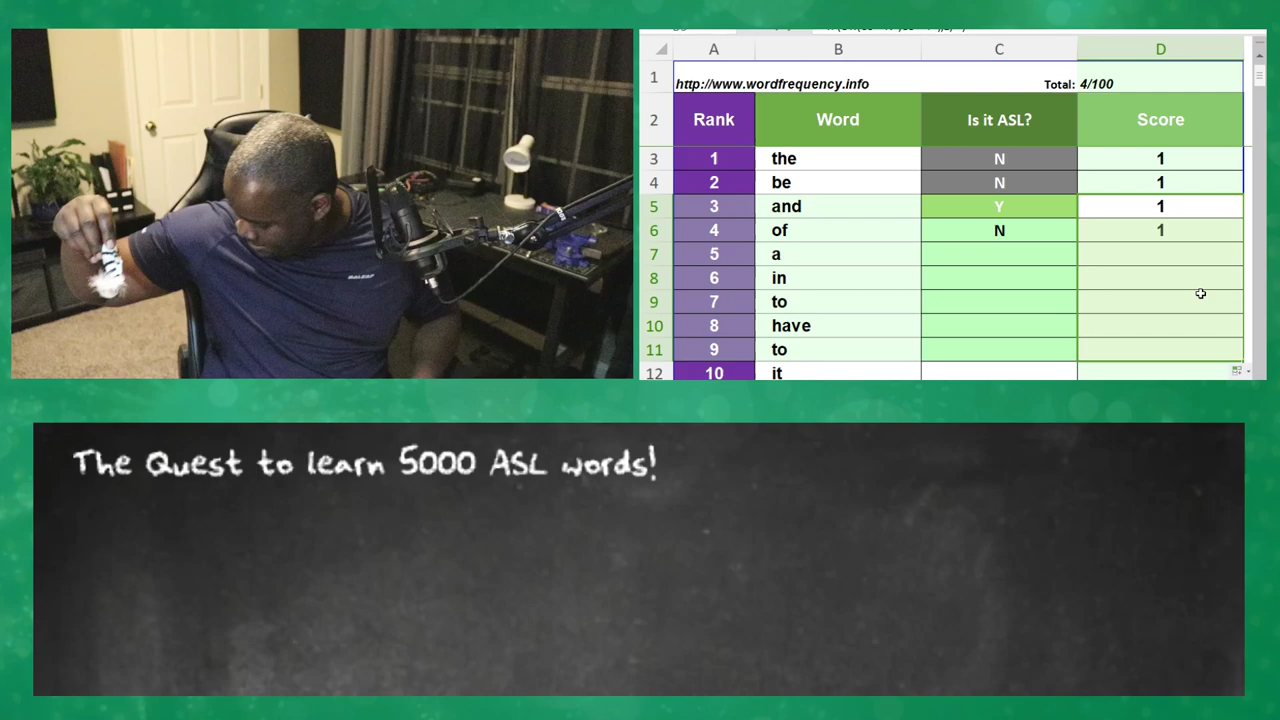 A B C D
1 http://www.wordfrequency.info Total: 4/100
2 Rank Word Is it ASL? Score
3 1 the N 1
4 2 be N 1
5 3 and Y 1
6 4 of N 1
7 5 a
8 6 in
9 7 to
10 8 have
11 9 to
12 10 it
The Quest to learn 5000 ASL words!